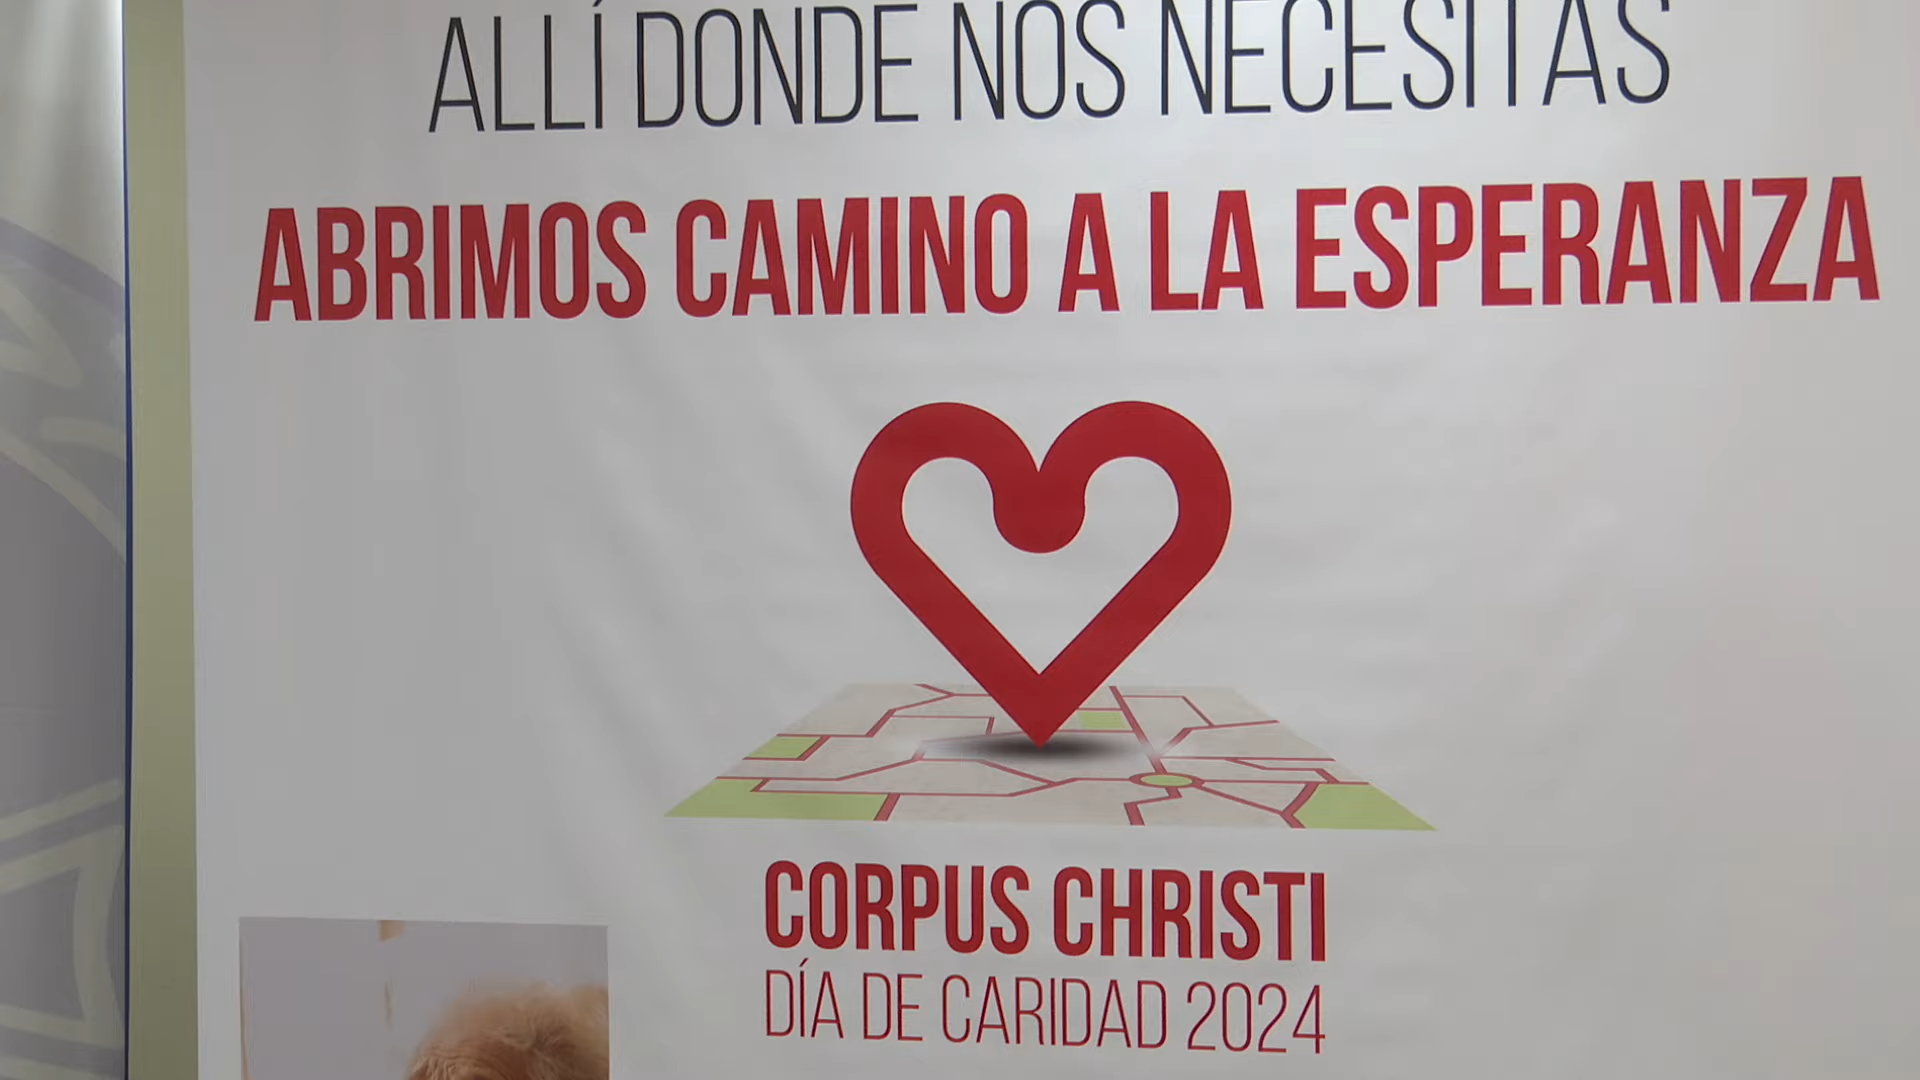 ALLÍ DONDE NOS NECESITAS
ABRIMOS CAMINO A LA ESPERANZA
CORPUS CHRISTI
DÍA DE CARIDAD 2024